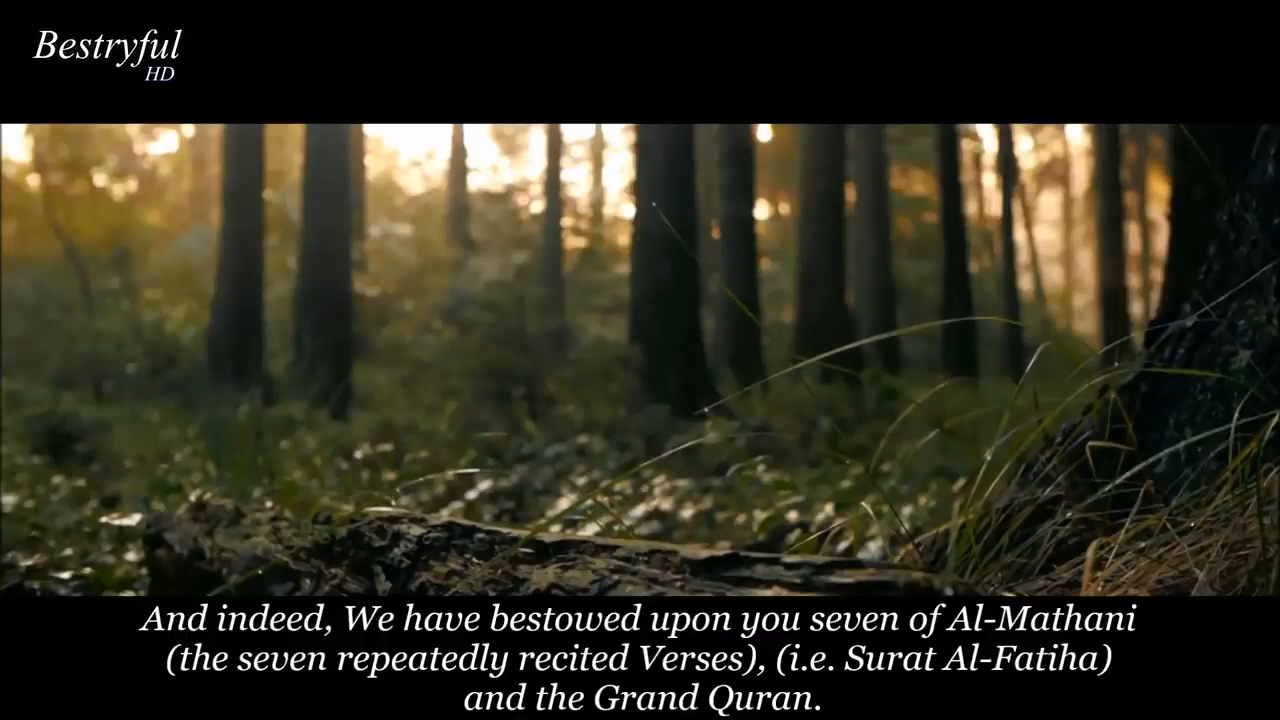 Bestryful
HD
And indeed, We have bestowed upon you seven of Al-Mathani
(the seven repeatedly recited Verses), (i.e. Surat Al-Fatiha)
and the Grand Quran.